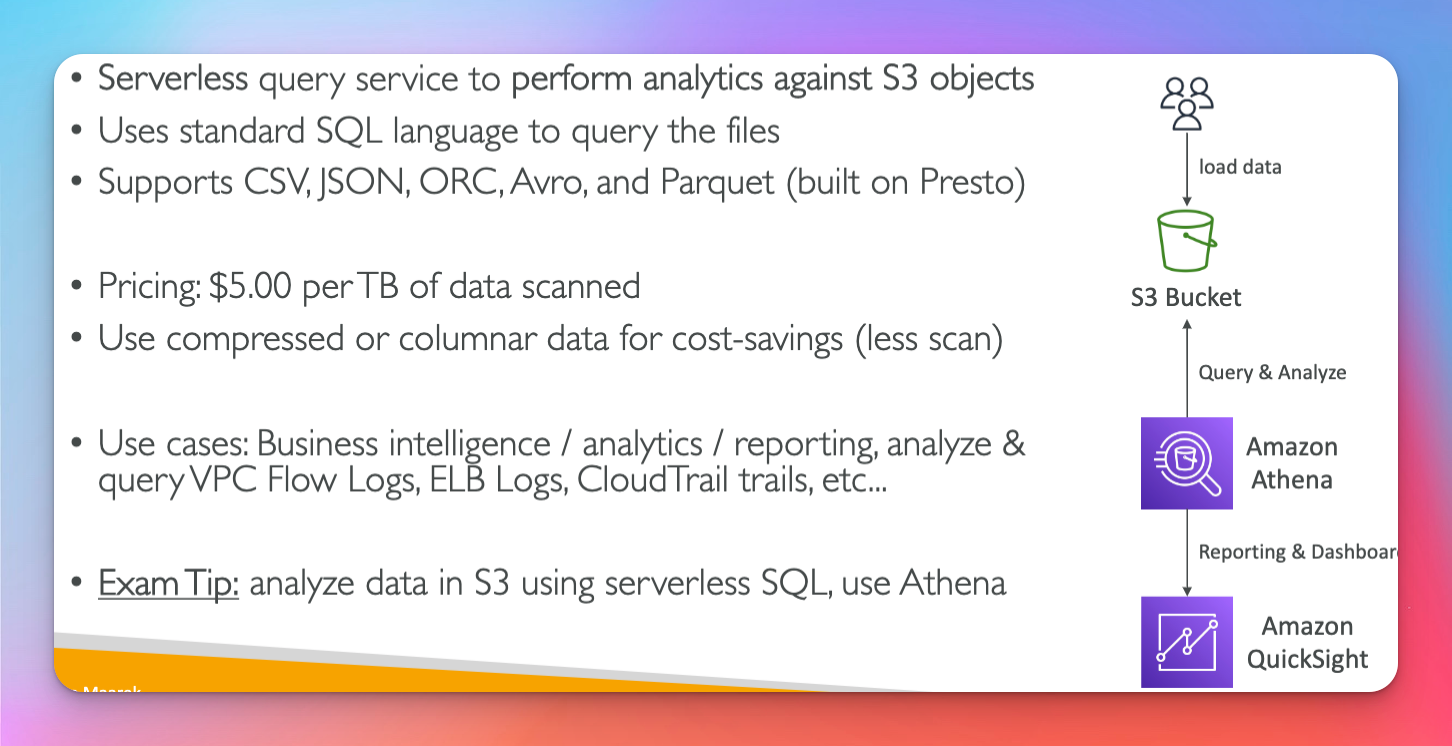 • Serverless query service to perform analytics against S3 objects
• Uses standard SQL language to query the files
• Supports CSV, JSON, ORC, Avro, and Parquet (built on Presto)
• Pricing: $5.00 per TB of data scanned
• Use compressed or columnar data for cost-savings (less scan)
• Use cases: Business intelligence / analytics / reporting, analyze &
query VPC Flow Logs, ELB Logs, CloudTrail trails, etc...
• Exam Tip: analyze data in S3 using serverless SQL, use Athena
load data
S3 Bucket
Query & Analyze
Amazon
Athena
Reporting &
Amazon
QuickSight